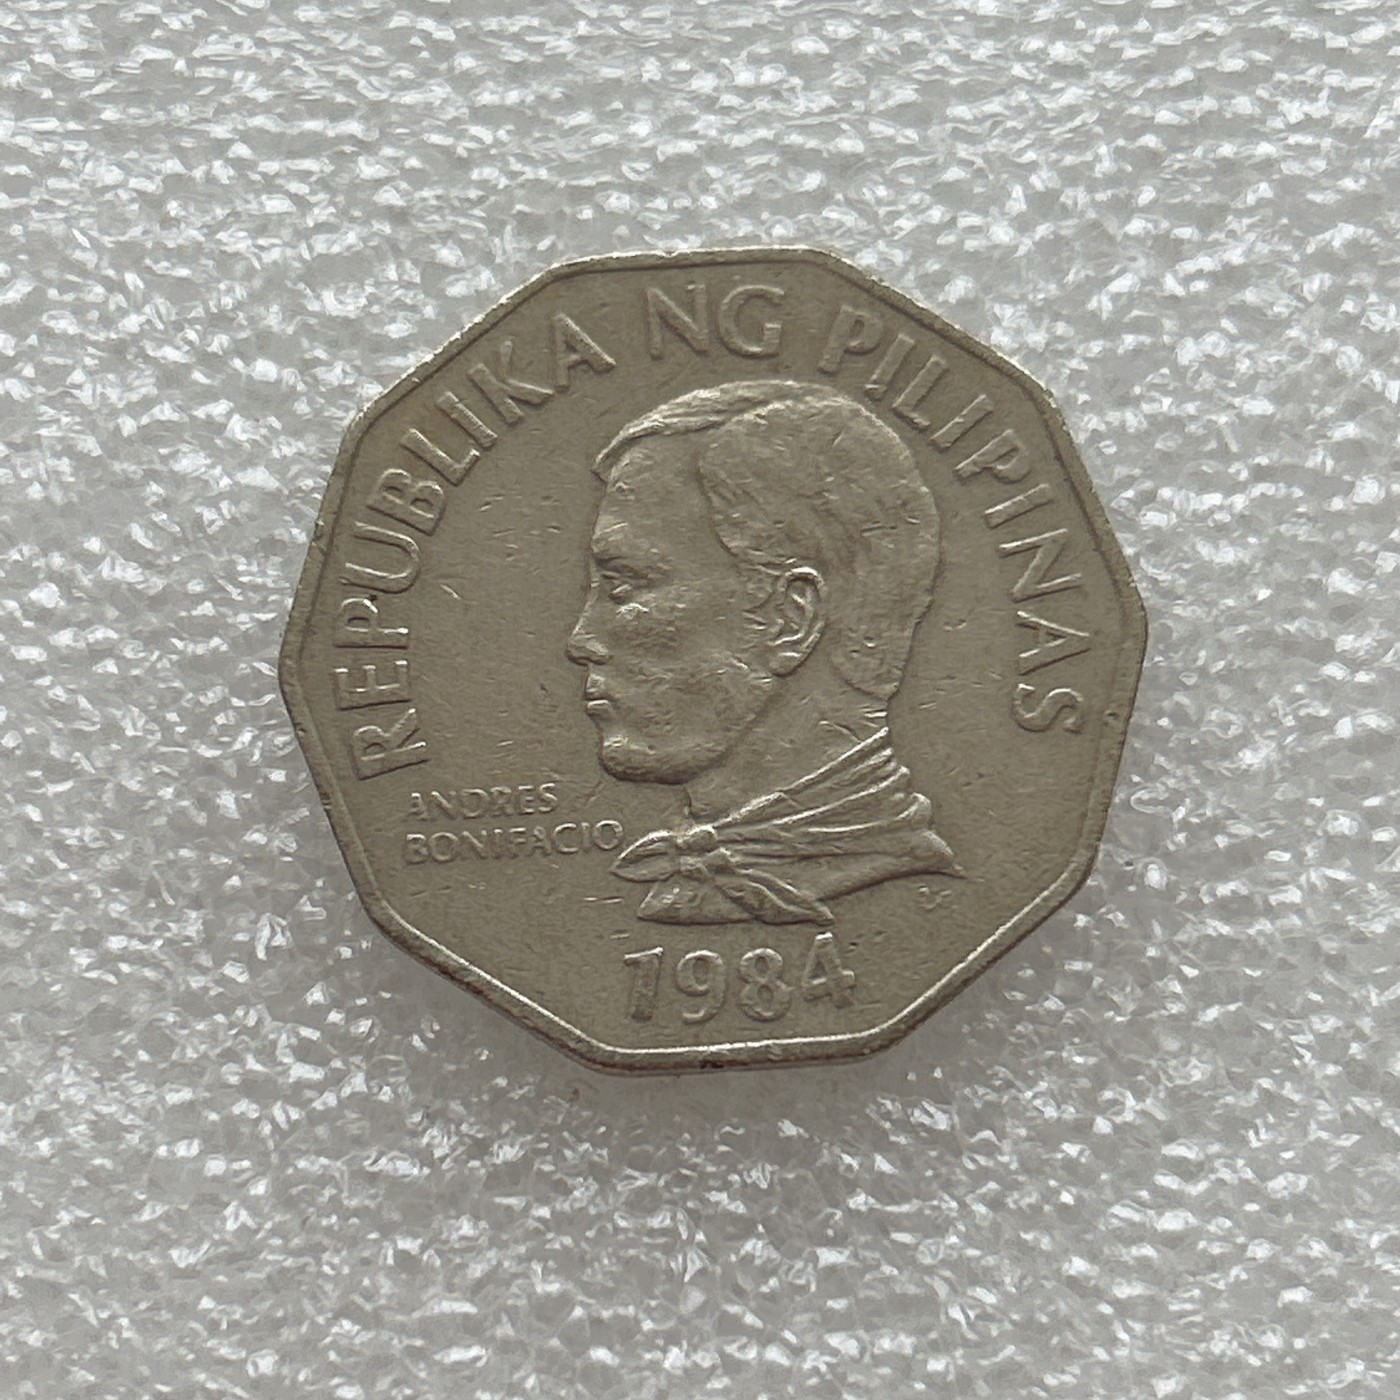 REPUBLIKA NG PILIPINAS
ANDRES
BONIFACIO
1984